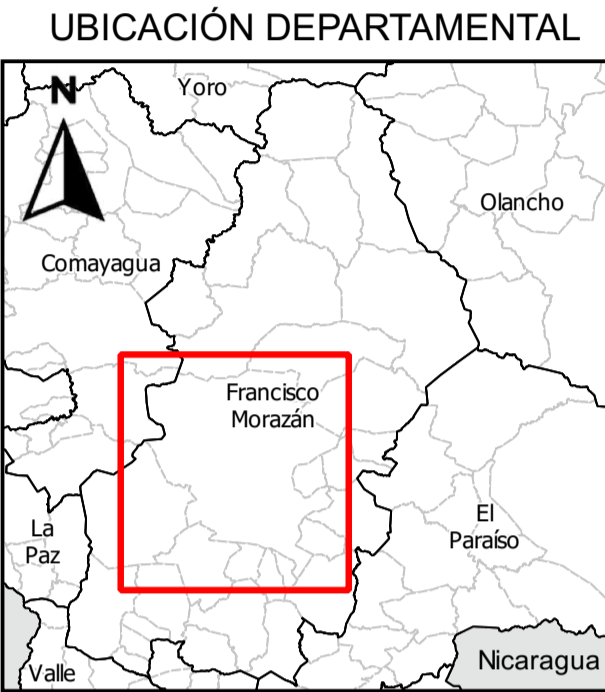 UBICACIÓN DEPARTAMENTAL
N
Yoro
Olancho
Comayagua
Francisco
Morazán
La
Paz
El
Paraíso
Valle
Nicaragua